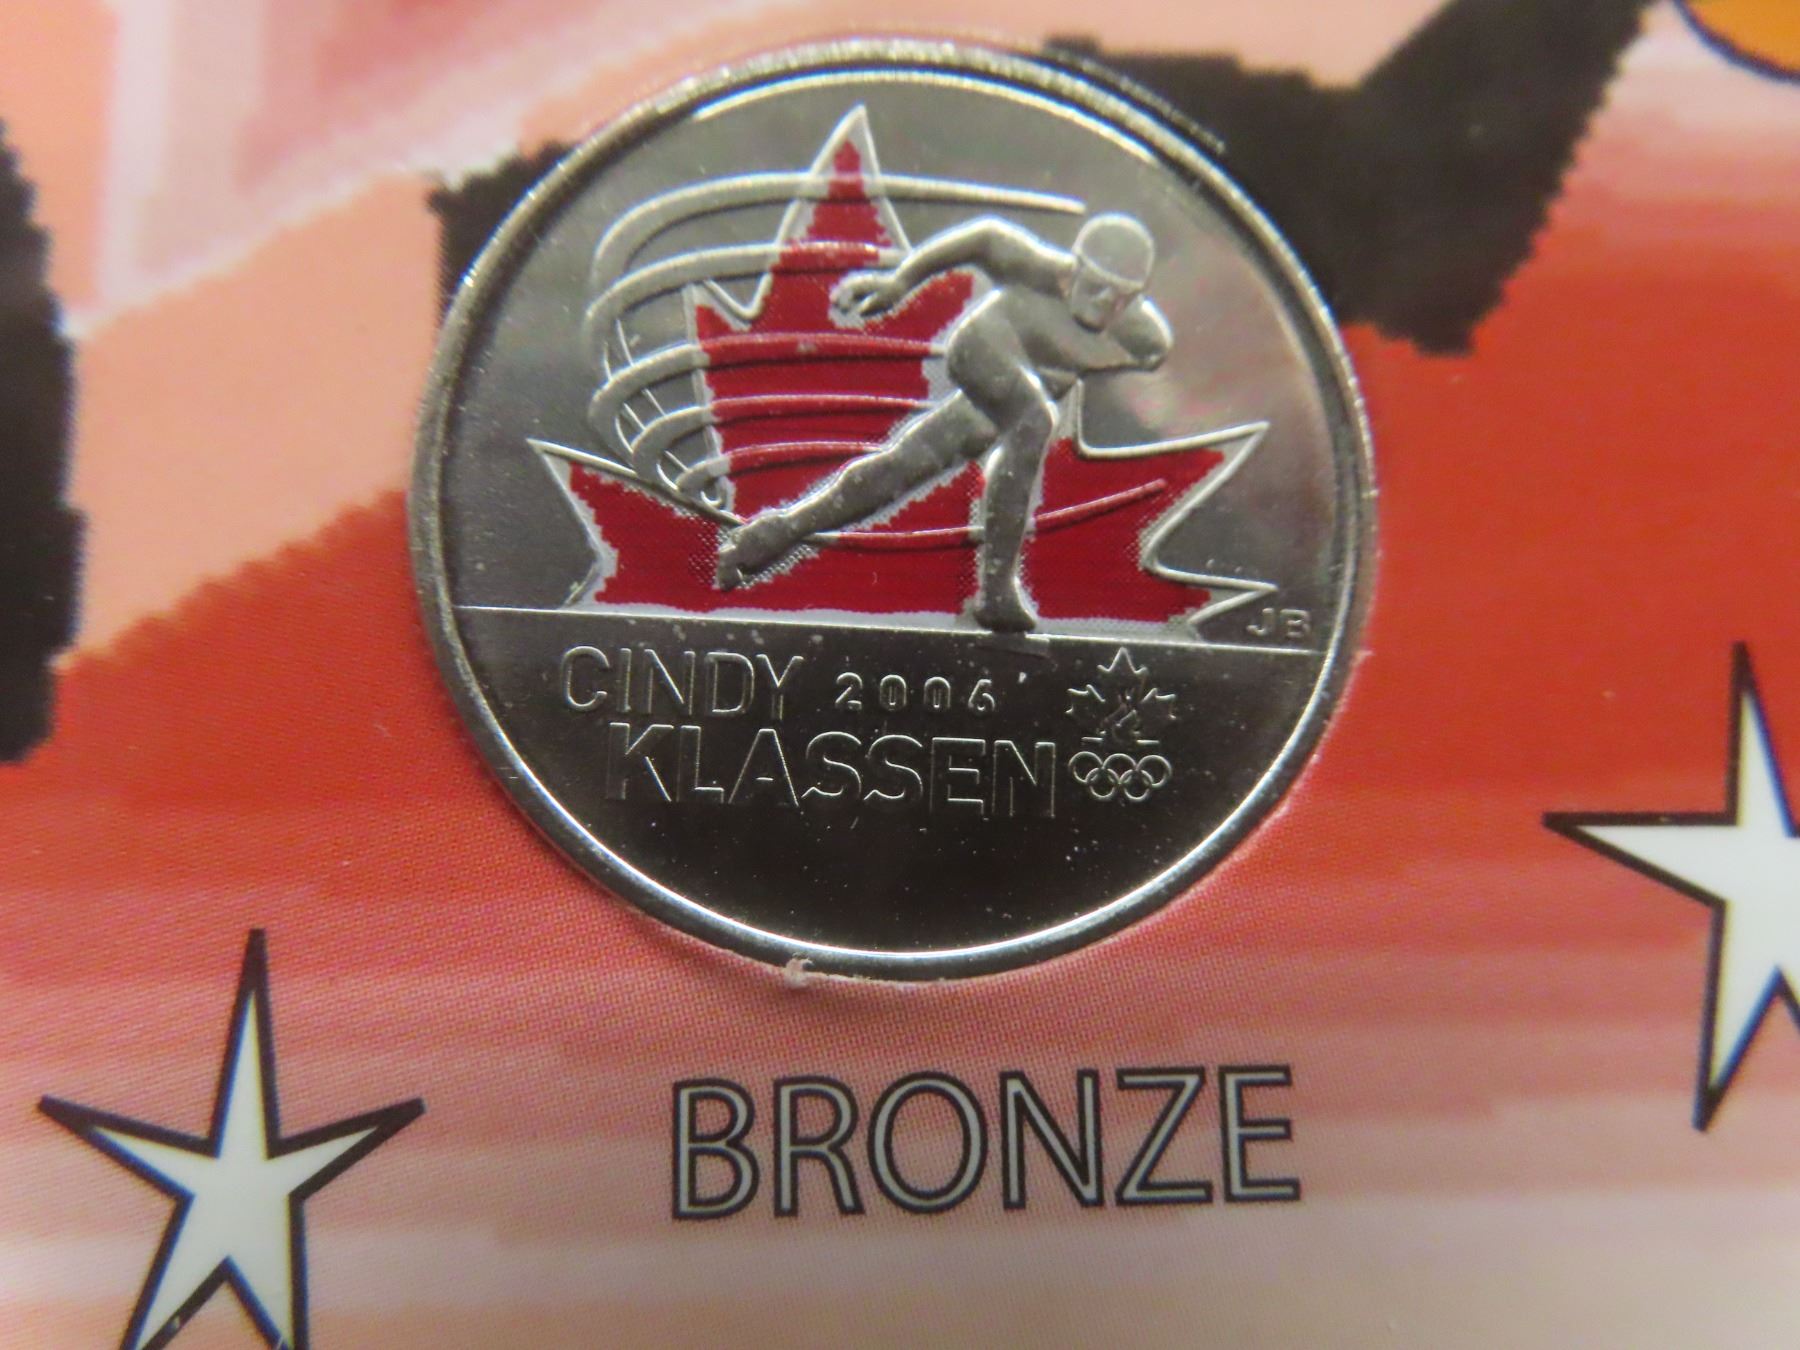 JB
CINDY 2006
KLASSEN
BRONZE